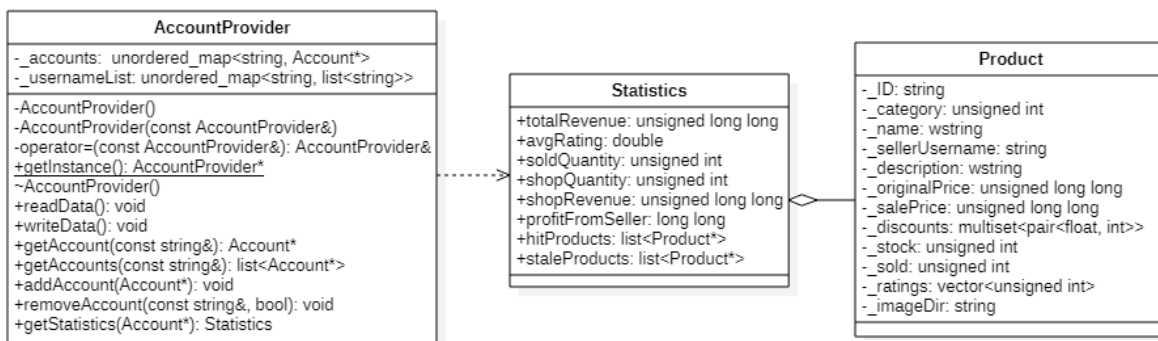 AccountProvider
-_accounts: unordered_map<string, Account*>
-_usernameList: unordered_map<string, list<string>>
-AccountProvider()
-AccountProvider(const AccountProvider&)
-operator=(const AccountProvider&): AccountProvider&
+getInstance(): AccountProvider*
~AccountProvider()
+readData(): void
+writeData(): void
+getAccount(const string&): Account*
+getAccounts(const string&): list<Account*>
+addAccount(Account*): void
+removeAccount(const string&, bool): void
+getStatistics(Account*): Statistics
Statistics
+totalRevenue: unsigned long long
+avgRating: double
+soldQuantity: unsigned int
+shopQuantity: unsigned int
+shopRevenue: unsigned long long
+profitFromSeller: long long
+hitProducts: list<Product*>
+staleProducts: list<Product*>
Product
-_ID: string
-_category: unsigned int
-_name: wstring
-_sellerUsername: string
-_description: wstring
-_originalPrice: unsigned long long
-_salePrice: unsigned long long
-_discounts: multiset<pair<float, int>>
-_stock: unsigned int
-_sold: unsigned int
-_ratings: vector<unsigned int>
-_imageDir: string